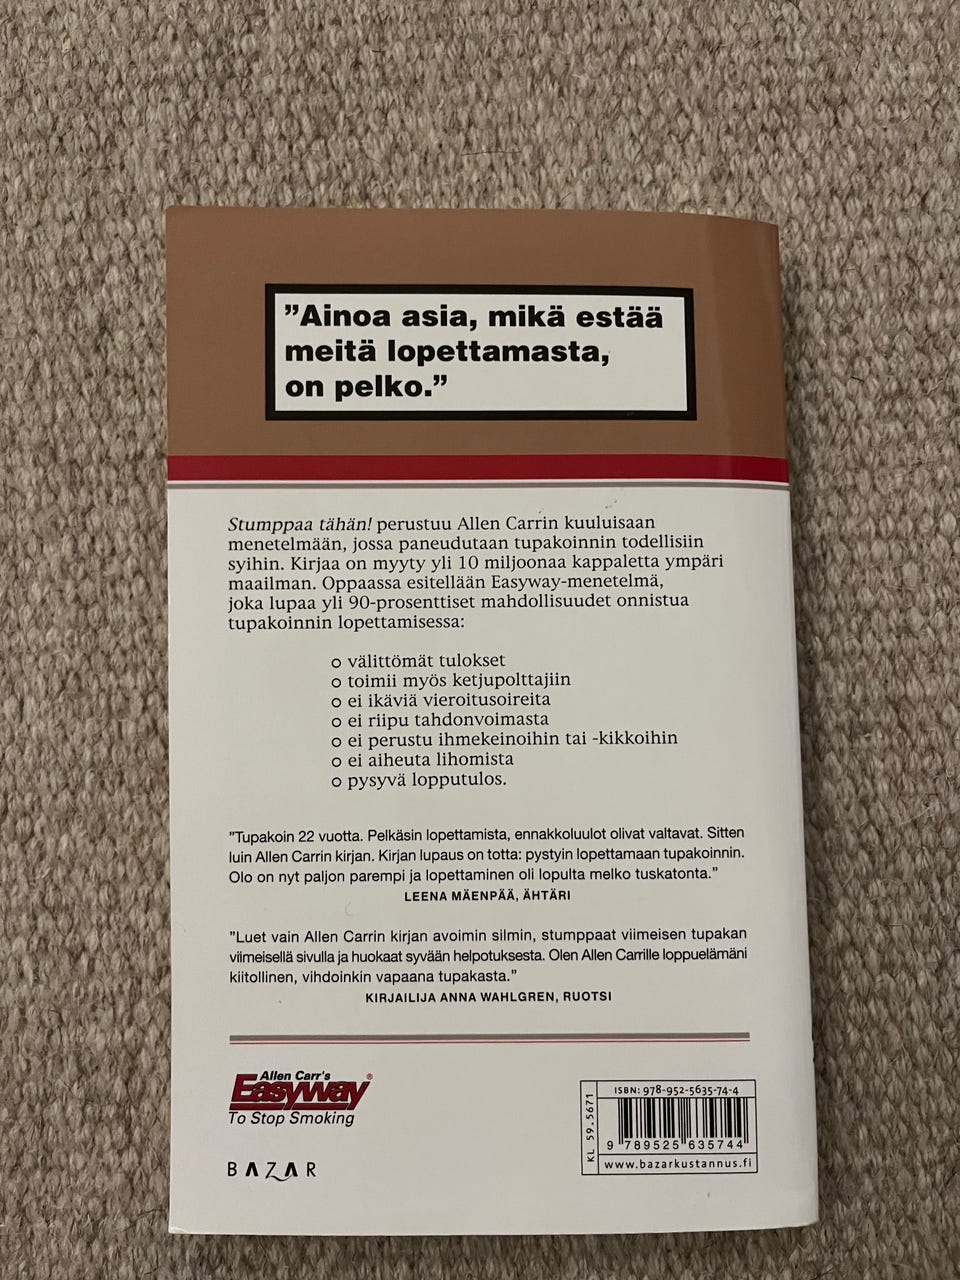 ”Ainoa asia, mikä estää
meitä lopettamasta,
on pelko.”
Stumppaa tähän! perustuu Allen Carrin kuuluisaan
menetelmään, jossa paneudutaan tupakoinnin todellisiin
syihin. Kirjaa on myyty yli 10 miljoonaa kappaletta ympäri
maailman. Oppaassa esitellään Easyway-menetelmä,
joka lupaa yli 90-prosenttiset mahdollisuudet onnistua
tupakoinnin lopettamisessa:
o välittömät tulokset
o toimii myös ketjupolttajiin
o ei ikäviä vieroitusoireita
o ei riipu tahdonvoimasta
o ei perustu ihmekeinoihin tai -kikkoihin
o ei aiheuta lihomista
o pysyvä lopputulos.
”Tupakoin 22 vuotta. Pelkäsin lopettamista, ennakkoluulot olivat valtavat. Sitten
luin Allen Carrin kirjan. Kirjan lupaus on totta: pystyin lopettamaan tupakoinnin.
Olo on nyt paljon parempi ja lopettaminen oli lopulta melko tuskatonta.”
LEENA MÄENPÄÄ, ÄHTÄRI
”Luet vain Allen Carrin kirjan avoimin silmin, stumppaat viimeisen tupakan
viimeisellä sivulla ja huokaat syvään helpotuksesta. Olen Allen Carrille loppuelämäni
kiitollinen, vihdoinkin vapaana tupakasta.”
KIRJAILIJA ANNA WAHLGREN, RUOTSI
Allen Carr's
Easyway®
To Stop Smoking
BAZAR
KL 59.5671
ISBN: 978-952-5635-74-4
9 789525 635744
www.bazarkustannus.fi